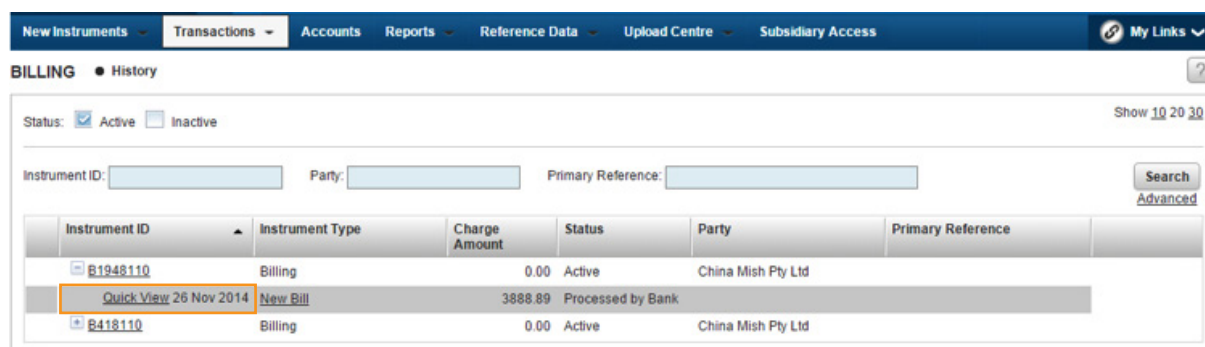 New Instruments Transactions Accounts Reports Reference Data Upload Centre Subsidiary Access My Links
BILLING ● History ?
Status: Active Inactive Show 10 20 30
Instrument ID: Party: Primary Reference: Search
Advanced
Instrument ID Instrument Type Charge Amount Status Party Primary Reference
B1948110 Billing 0.00 Active China Mish Pty Ltd
Quick View 26 Nov 2014 New Bill 3888.89 Processed by Bank
B418110 Billing 0.00 Active China Mish Pty Ltd